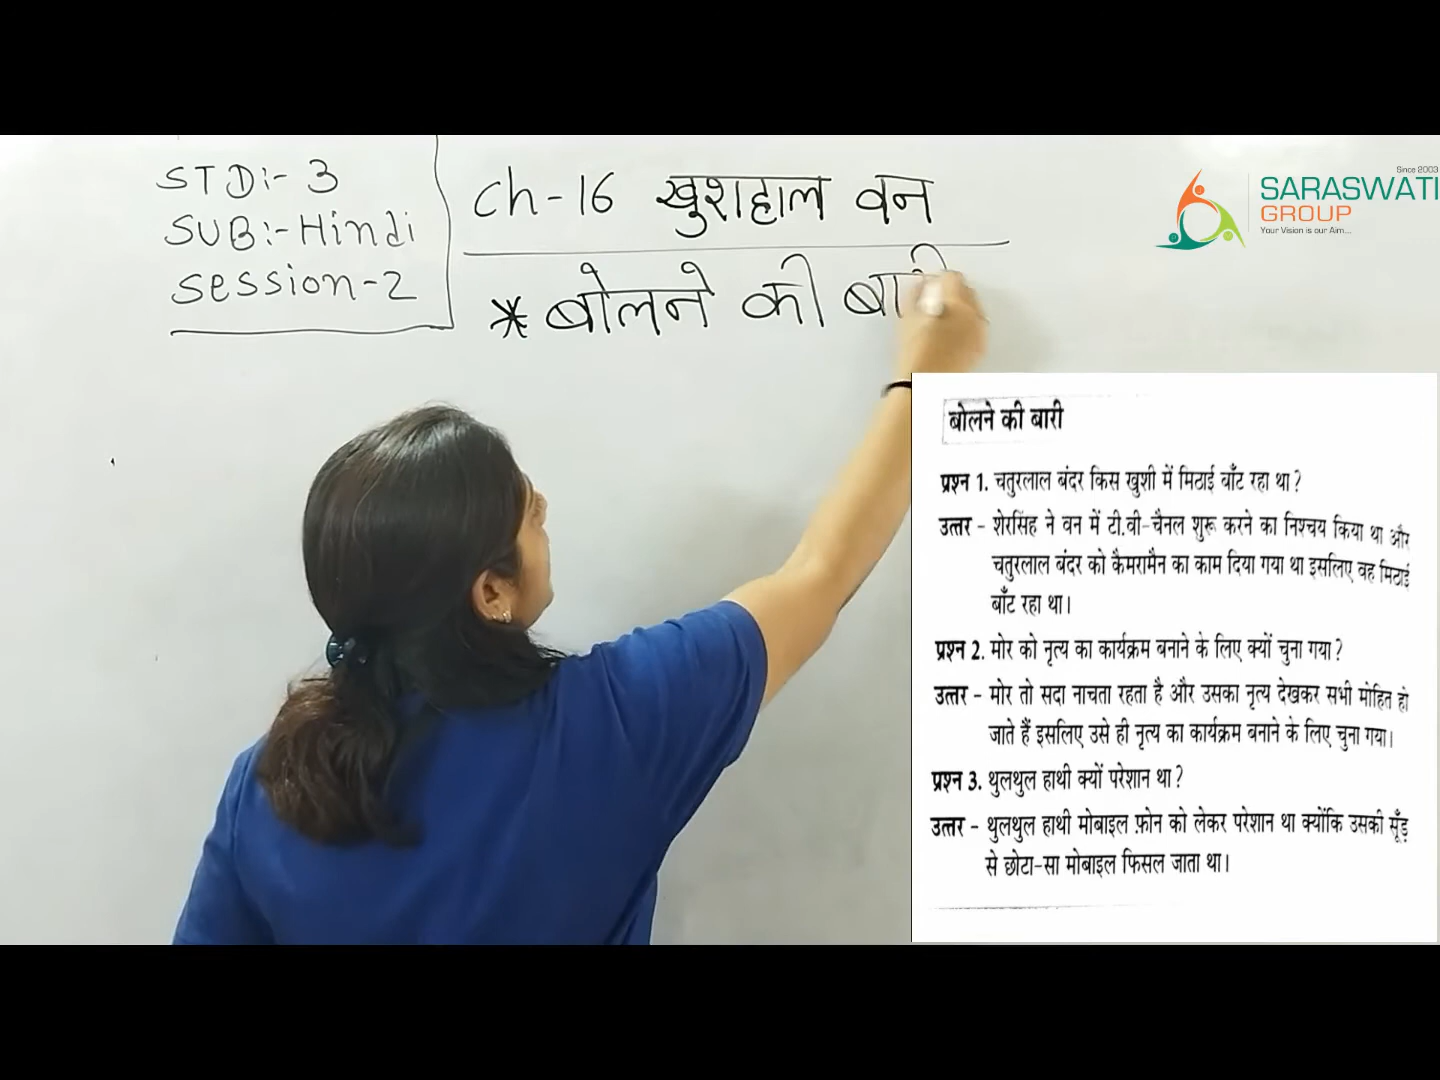 STD:- 3
SUB:- Hindi
Session-2
Ch-16 खुशहाल वन
* बोलने की बारी
Since 2003
SARASWATI
GROUP
Your Vision is our Aim...
बोलने की बारी
प्रश्न 1. चतुरलाल बंदर किस खुशी में मिठाई बाँट रहा था?
उत्तर - शेरसिंह ने वन में टी.वी-चैनल शुरू करने का निश्चय किया था और
चतुरलाल बंदर को कैमरामैन का काम दिया गया था इसलिए वह मिठाई
बाँट रहा था।
प्रश्न 2. मोर को नृत्य का कार्यक्रम बनाने के लिए क्यों चुना गया?
उत्तर - मोर तो सदा नाचता रहता है और उसका नृत्य देखकर सभी मोहित हो
जाते हैं इसलिए उसे ही नृत्य का कार्यक्रम बनाने के लिए चुना गया।
प्रश्न 3. थुलथुल हाथी क्यों परेशान था?
उत्तर - थुलथुल हाथी मोबाइल फ़ोन को लेकर परेशान था क्योंकि उसकी सूँड़
से छोटा-सा मोबाइल फिसल जाता था।